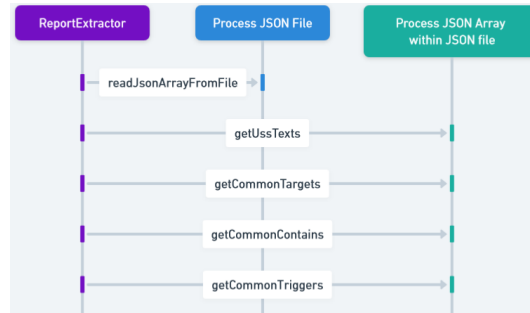 ReportExtractor
Process JSON File
Process JSON Array
within JSON file
readJsonArrayFromFile
getUssTexts
getCommonTargets
getCommonContains
getCommonTriggers